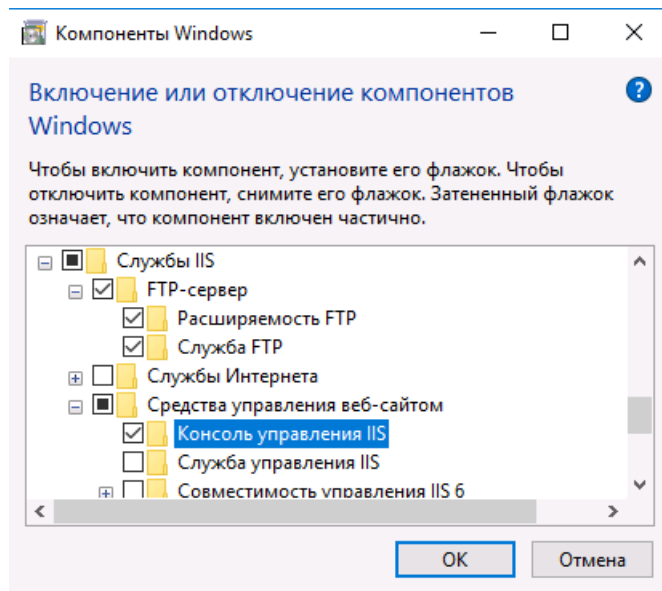 Компоненты Windows
Включение или отключение компонентов
Windows
Чтобы включить компонент, установите его флажок. Чтобы
отключить компонент, снимите его флажок. Затененный флажок
означает, что компонент включен частично.
Службы IIS
FTP-сервер
Расширяемость FTP
Служба FTP
Службы Интернета
Средства управления веб-сайтом
Консоль управления IIS
Служба управления IIS
Совместимость управления IIS 6
ОК
Отмена